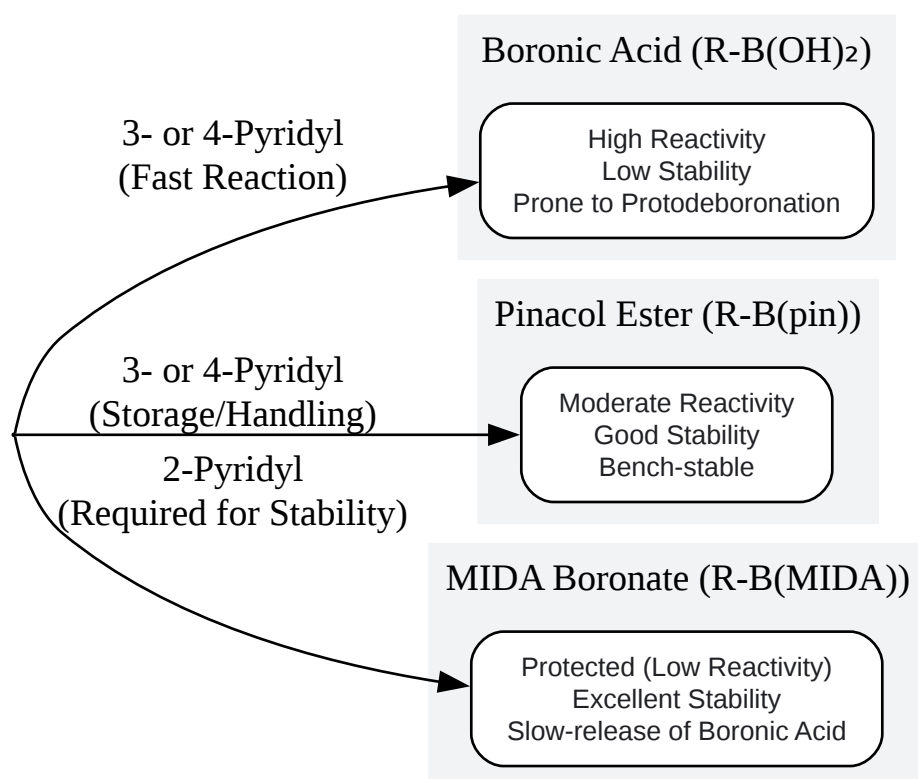 Boronic Acid (R-B(OH)₂)
High Reactivity
Low Stability
Prone to Protodeboronation
3- or 4-Pyridyl
(Fast Reaction)
Pinacol Ester (R-B(pin))
Moderate Reactivity
Good Stability
Bench-stable
3- or 4-Pyridyl
(Storage/Handling)
2-Pyridyl
(Required for Stability)
MIDA Boronate (R-B(MIDA))
Protected (Low Reactivity)
Excellent Stability
Slow-release of Boronic Acid